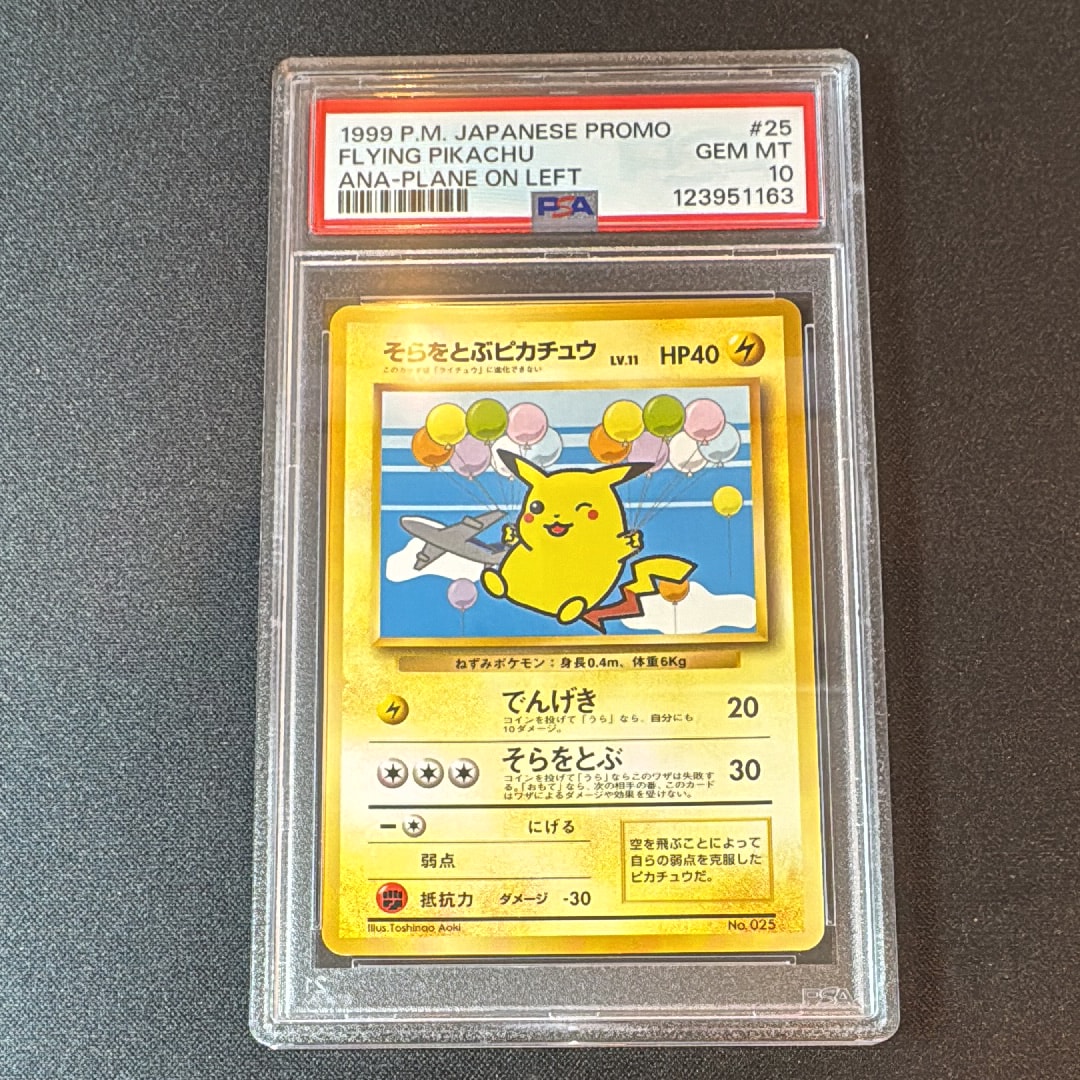 1999 P.M. JAPANESE PROMO #25
FLYING PIKACHU GEM MT
ANA-PLANE ON LEFT 10
PSA 123951163
そらをとぶピカチュウ LV.11 HP40
このカードは「ライチュウ」に進化できない
ねずみポケモン：身長0.4m、体重6Kg
でんげき 20
コインを投げて「うら」なら、自分にも
10ダメージ。
そらをとぶ 30
コインを投げて「うら」ならこのワザは失敗す
る。「おもて」なら、次の相手の番、このカード
はワザによるダメージや効果を受けない。
にげる
弱点
抵抗力 ダメージ -30
空を飛ぶことによって
自らの弱点を克服した
ピカチュウだ。
Illus.Toshinao Aoki No. 025
PSA